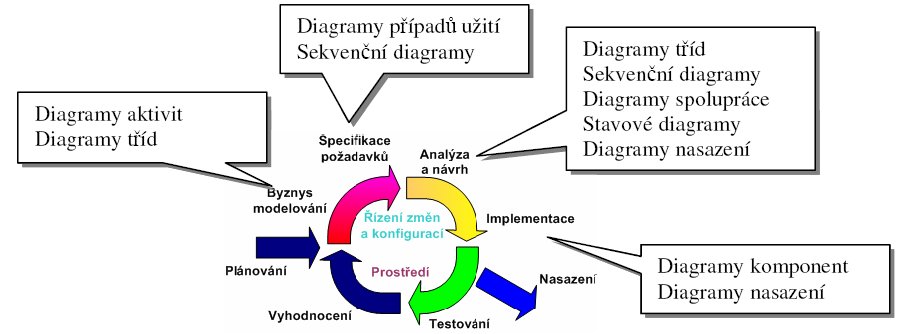 Diagramy případů užití
Sekvenční diagramy
Diagramy tříd
Sekvenční diagramy
Diagramy spolupráce
Stavové diagramy
Diagramy nasazení
Diagramy aktivit
Diagramy tříd
Specifikace
požadavků
Analýza
a návrh
Byznys
modelování
Řízení změn
a konfigurací
Implementace
Plánování
Prostředí
Nasazení
Vyhodnocení
Testování
Diagramy komponent
Diagramy nasazení